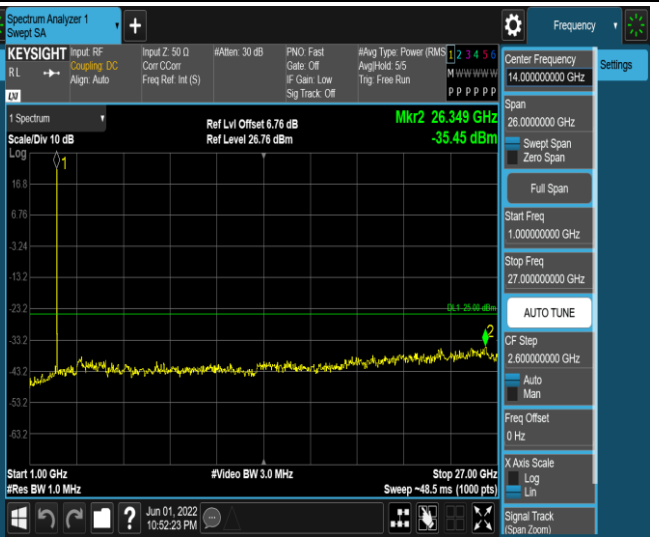 Spectrum Analyzer 1
Swept SA
Frequency
KEYSIGHT
RL
Input: RF
Coupling: DC
Align: Auto
Input Z: 50 Ω
Corr CCorr
Freq Ref: Int (S)
#Atten: 30 dB
PNO: Fast
Gate: Off
IF Gain: Low
Sig Track: Off
#Avg Type: Power (RMS
Avg|Hold: 5/5
Trig: Free Run
1 2 3 4 5 6
M W W W W W
P P P P P P
LXI
1 Spectrum
Scale/Div 10 dB
Log
Ref Lvl Offset 6.76 dB
Ref Level 26.76 dBm
Mkr2 26.349 GHz
-35.45 dBm
1
16.8
6.76
-3.24
-13.2
-23.2
DL1 -25.00 dBm
-33.2
2
-43.2
-53.2
-63.2
Start 1.00 GHz
#Res BW 1.0 MHz
#Video BW 3.0 MHz
Stop 27.00 GHz
Sweep ~48.5 ms (1000 pts)
Jun 01, 2022
10:52:23 PM
?
Center Frequency
14.000000000 GHz
Settings
Span
26.0000000 GHz
Swept Span
Zero Span
Full Span
Start Freq
1.000000000 GHz
Stop Freq
27.000000000 GHz
AUTO TUNE
CF Step
2.600000000 GHz
Auto
Man
Freq Offset
0 Hz
X Axis Scale
Log
Lin
Signal Track
(Span Zoom)